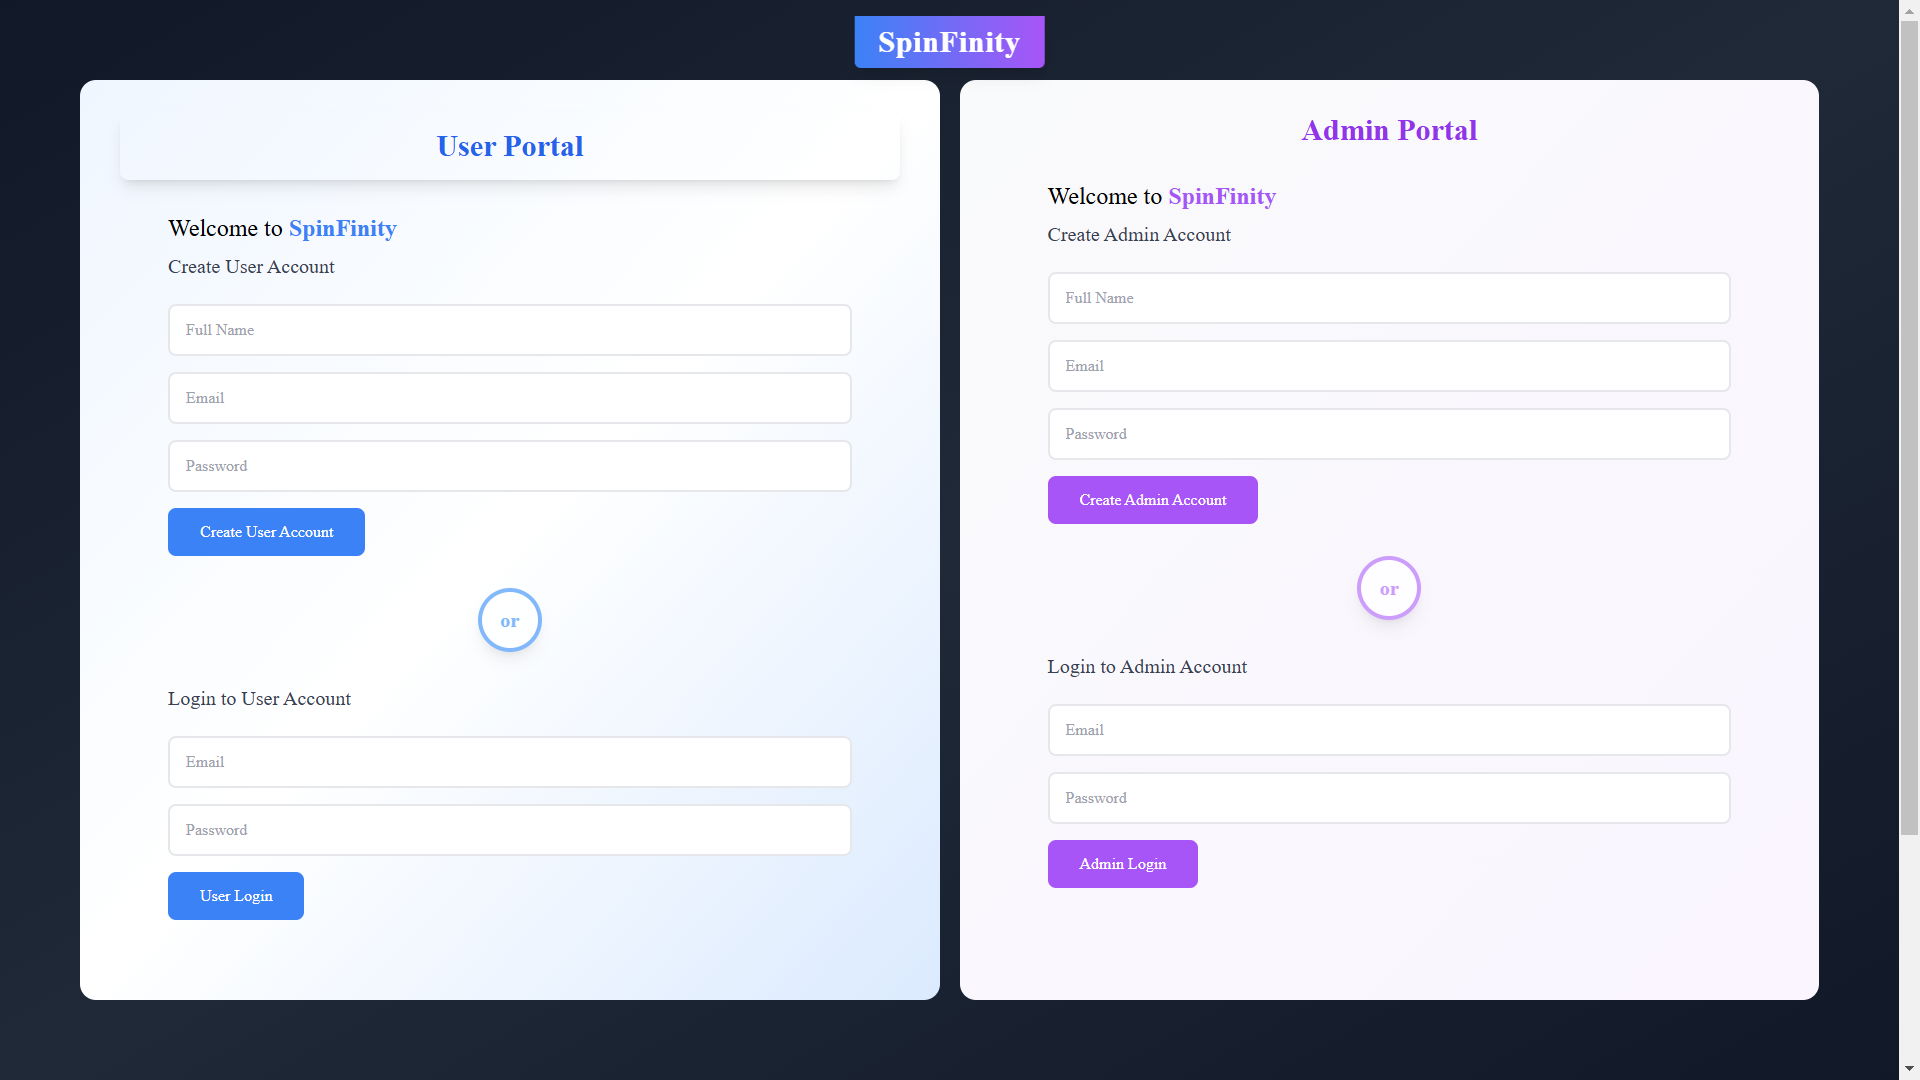 SpinFinity
User Portal
Welcome to SpinFinity
Create User Account
Full Name
Email
Password
Create User Account
or
Login to User Account
Email
Password
User Login
Admin Portal
Welcome to SpinFinity
Create Admin Account
Full Name
Email
Password
Create Admin Account
or
Login to Admin Account
Email
Password
Admin Login